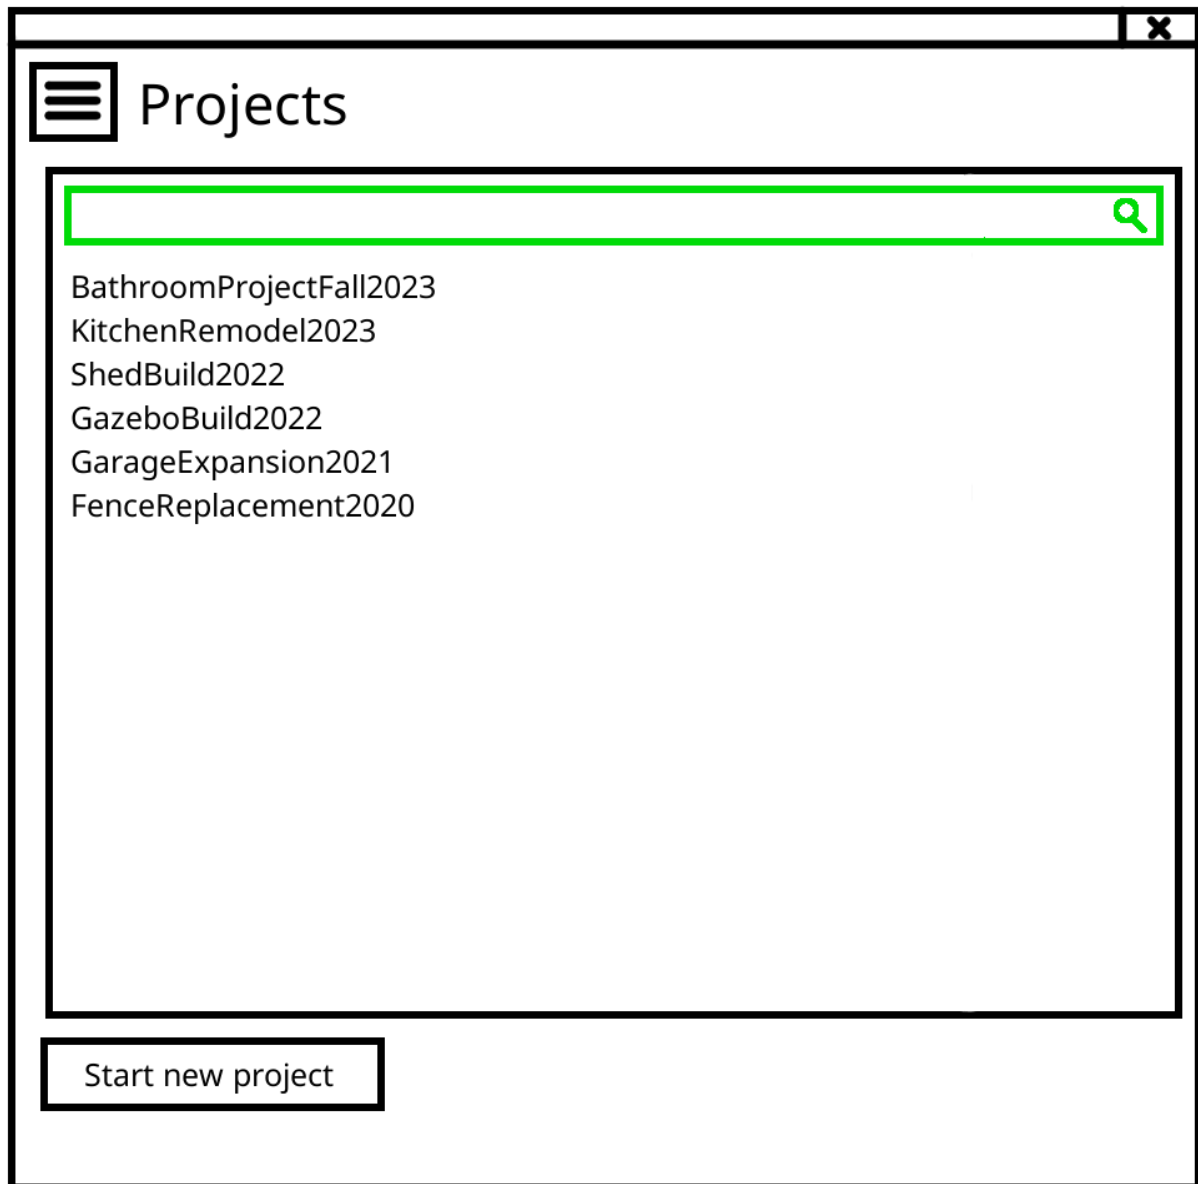 Projects
BathroomProjectFall2023
KitchenRemodel2023
ShedBuild2022
GazeboBuild2022
GarageExpansion2021
FenceReplacement2020
Start new project